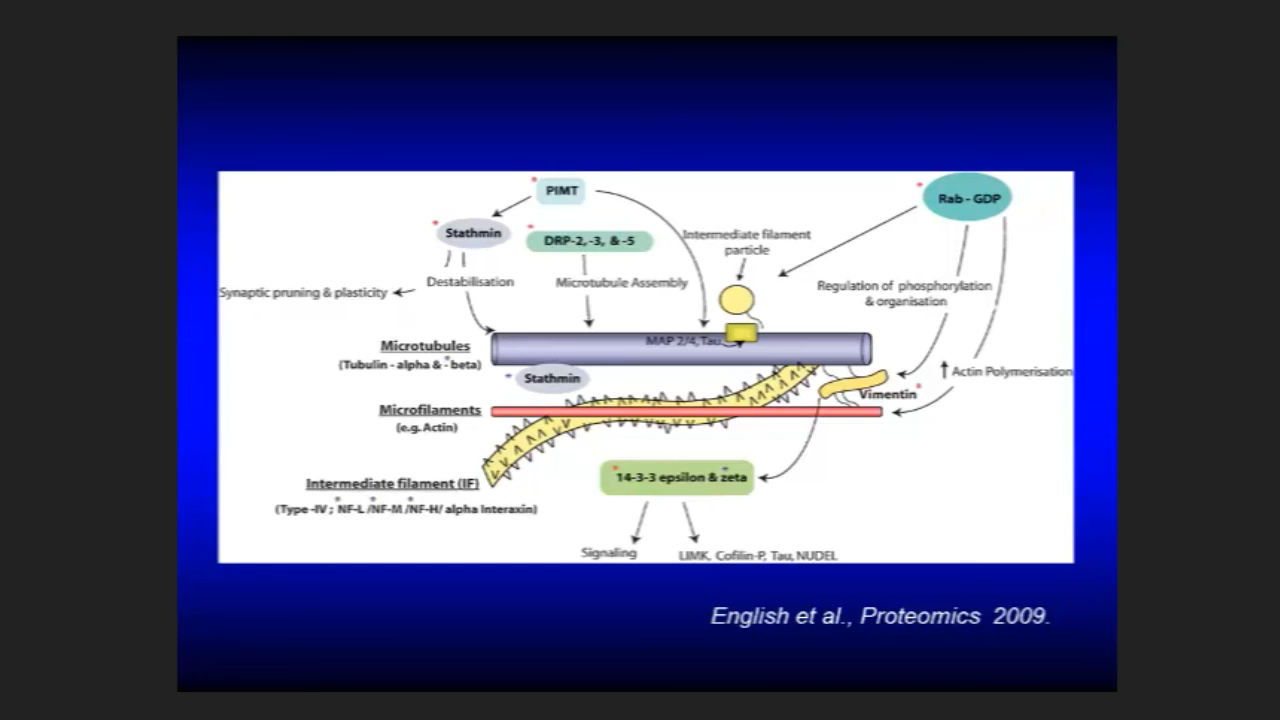 PIMT
Rab - GDP
Stathmin
DRP-2, -3, & -5
Intermediate filament
particle
Destabilisation
Microtubule Assembly
Synaptic pruning & plasticity
Regulation of phosphorylation
& organisation
MAP 2/4, Tau
Microtubules
(Tubulin - alpha & - beta)
Stathmin
Actin Polymerisation
Vimentin
Microfilaments
(e.g. Actin)
14-3-3 epsilon & zeta
Intermediate filament (IF)
(Type -IV ; NF-L /NF-M /NF-H/ alpha Interaxin)
Signaling
LIMK, Cofilin-P, Tau, NUDEL
English et al., Proteomics 2009.